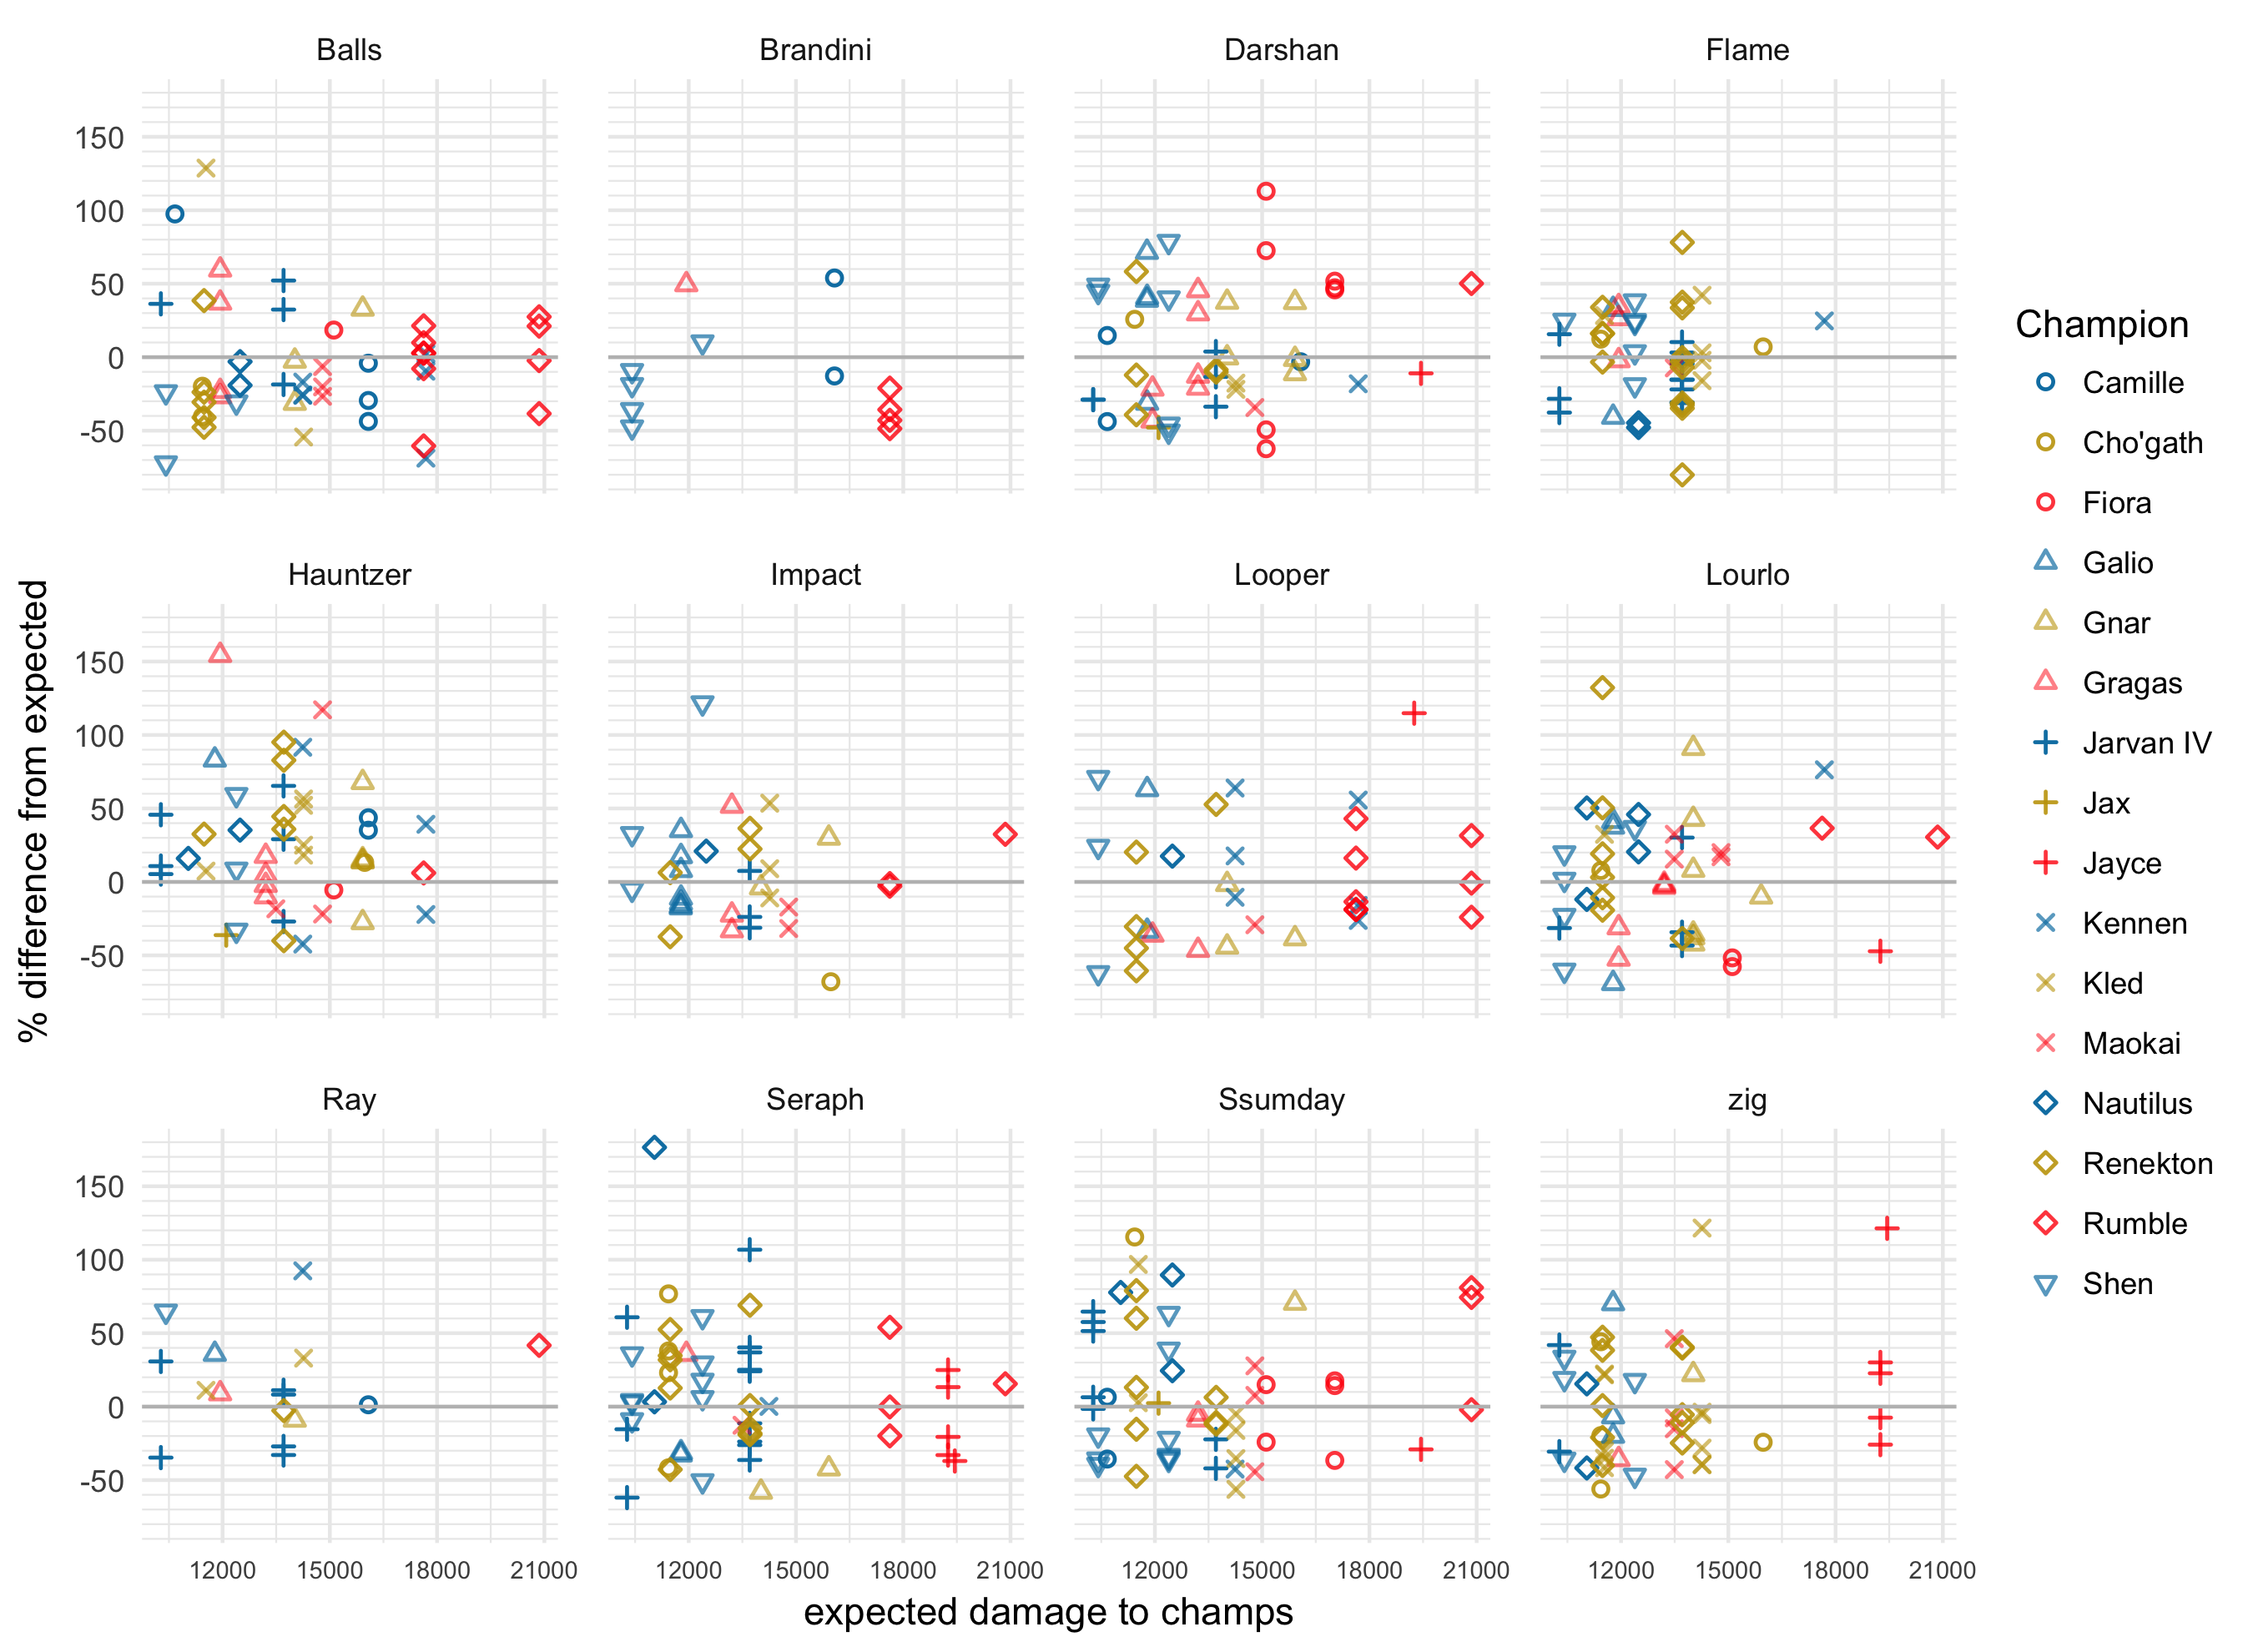 Balls
Brandini
Darshan
Flame
150
100
50
0
-50
Hauntzer
Impact
Looper
Lourlo
150
100
50
0
-50
Ray
Seraph
Ssumday
zig
150
100
50
0
-50
12000 15000 18000 21000
12000 15000 18000 21000
12000 15000 18000 21000
12000 15000 18000 21000
expected damage to champs
% difference from expected
Champion
Camille
Cho'gath
Fiora
Galio
Gnar
Gragas
Jarvan IV
Jax
Jayce
Kennen
Kled
Maokai
Nautilus
Renekton
Rumble
Shen